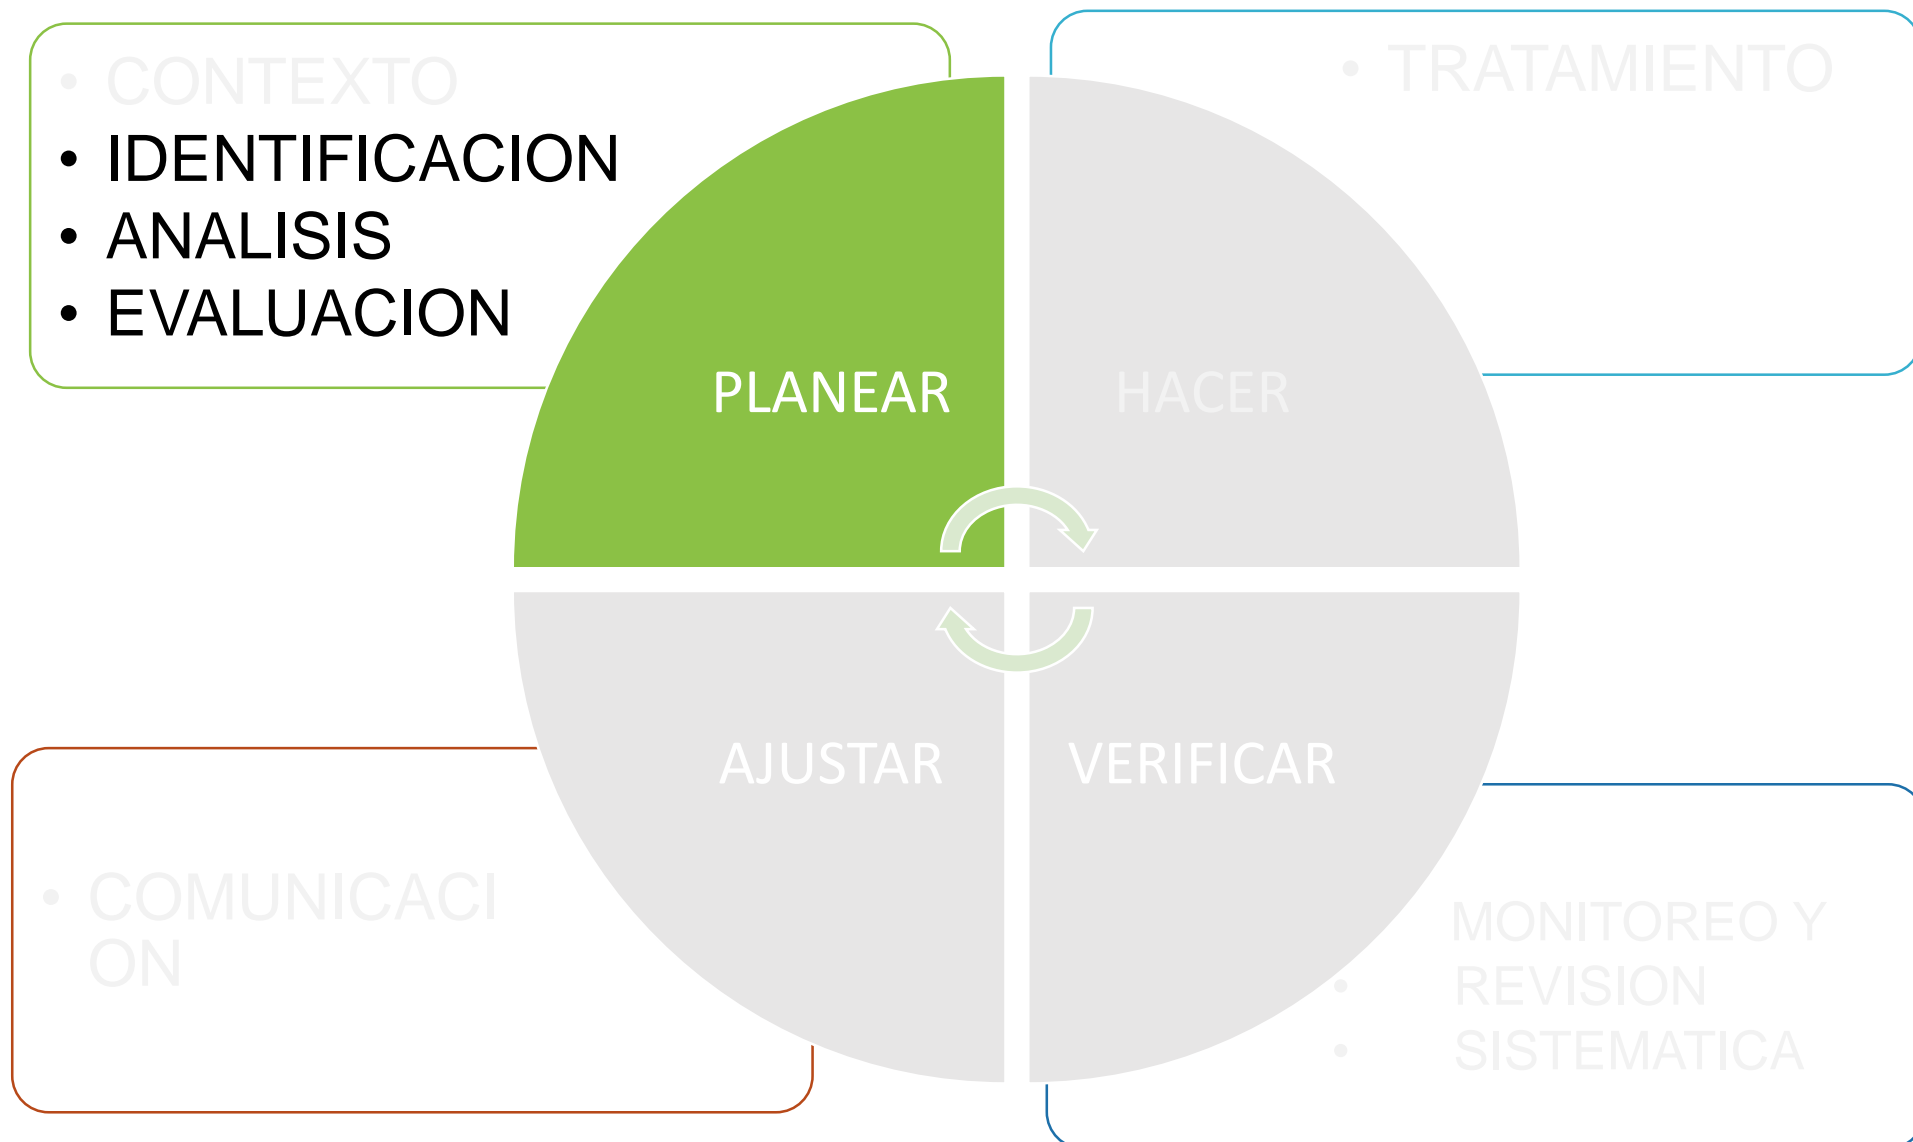 • CONTEXTO
• IDENTIFICACION
• ANALISIS
• EVALUACION
• TRATAMIENTO
PLANEAR
HACER
AJUSTAR
VERIFICAR
• COMUNICACI
ON
MONITOREO Y
• REVISION
• SISTEMATICA